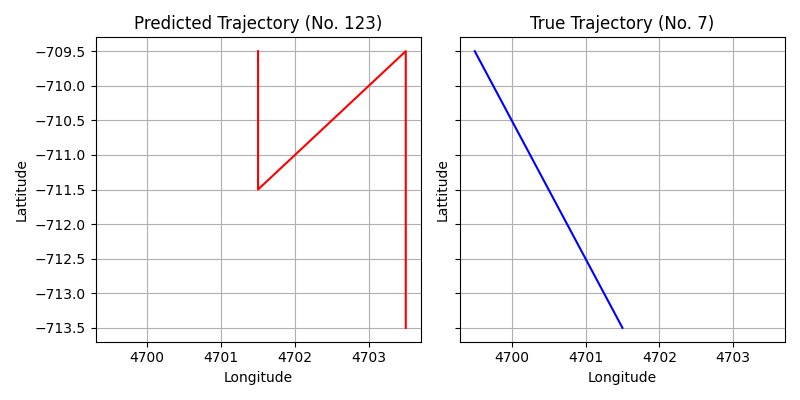 Predicted Trajectory (No. 123)
True Trajectory (No. 7)
−709.5
−710.0
−710.5
−711.0
−711.5
−712.0
−712.5
−713.0
−713.5
Lattitude
Lattitude
4700 4701 4702 4703
4700 4701 4702 4703
Longitude
Longitude